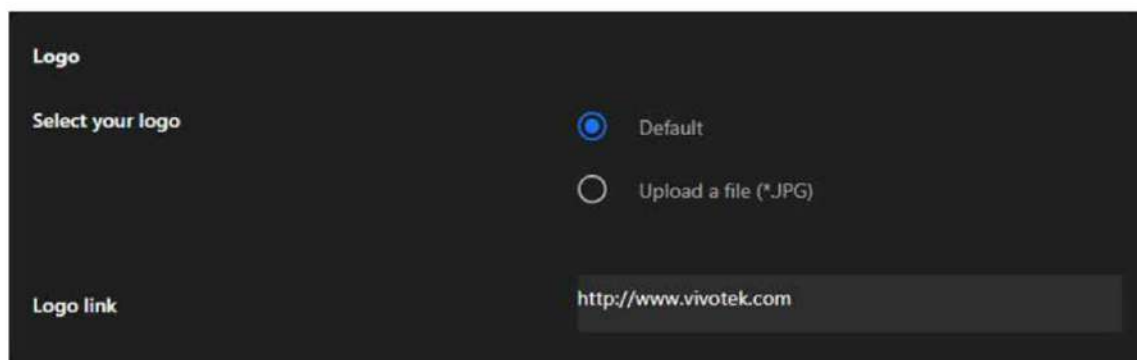 Logo
Select your logo
Default
Upload a file (*.JPG)
Logo link
http://www.vivotek.com